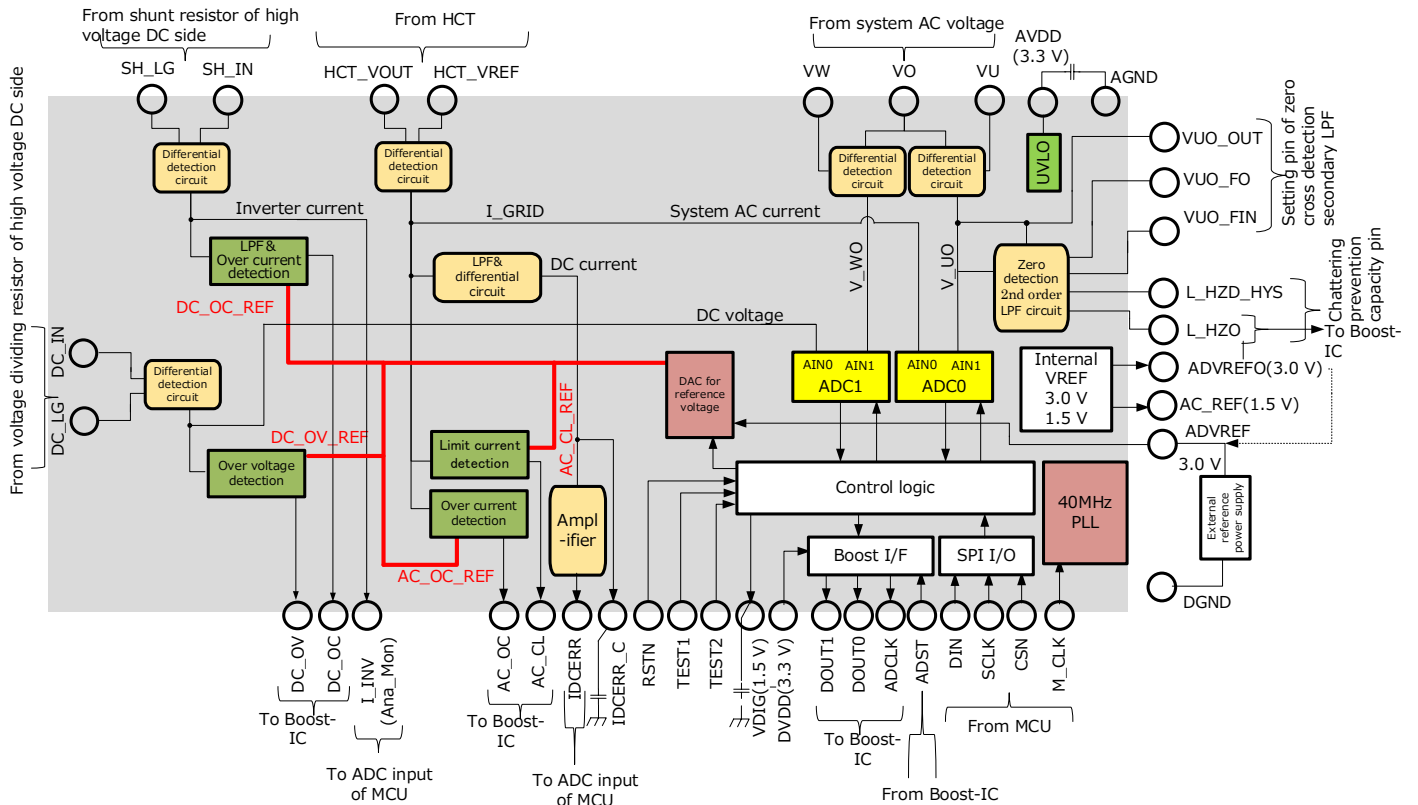 From shunt resistor of high
voltage DC side
From HCT
From system AC voltage
AVDD
(3.3 V)
AGND
SH_LG
SH_IN
HCT_VOUT
HCT_VREF
VW
VO
VU
From voltage dividing resistor of high voltage DC side
Differential
detection
circuit
Differential
detection
circuit
Differential
detection
circuit
Differential
detection
circuit
UVLO
VUO_OUT
VUO_FO
VUO_FIN
Setting pin of zero
cross detection
secondary LPF
Inverter current
I_GRID
System AC current
LPF&
Over current
detection
LPF&
differential
circuit
DC current
V_WO
V_UO
Zero
detection
2nd order
LPF circuit
L_HZD_HYS
L_HZO
Chattering
prevention
capacity pin
To Boost-
IC
DC_OC_REF
DC voltage
DC_IN
DC_LG
Differential
detection
circuit
DAC for
reference
voltage
AIN0
AIN1
ADC1
AIN0
AIN1
ADC0
Internal
VREF
3.0 V
1.5 V
ADVREFO(3.0 V)
AC_REF(1.5 V)
ADVREF
3.0 V
DC_OV_REF
AC_CL_REF
Over voltage
detection
Limit current
detection
Over current
detection
Ampl
-ifier
Control logic
40MHz
PLL
External
reference
power supply
Boost I/F
SPI I/O
AC_OC_REF
DGND
DC_OV
DC_OC
I_INV
(Ana_Mon)
AC_OC
AC_CL
IDCERR
IDCERR_C
RSTN
TEST1
TEST2
VDIG(1.5 V)
DVDD(3.3 V)
DOUT1
DOUT0
ADCLK
ADST
DIN
SCLK
CSN
M_CLK
To Boost-
IC
To Boost-
IC
To Boost-
IC
From MCU
To ADC input
of MCU
To ADC input
of MCU
From Boost-IC